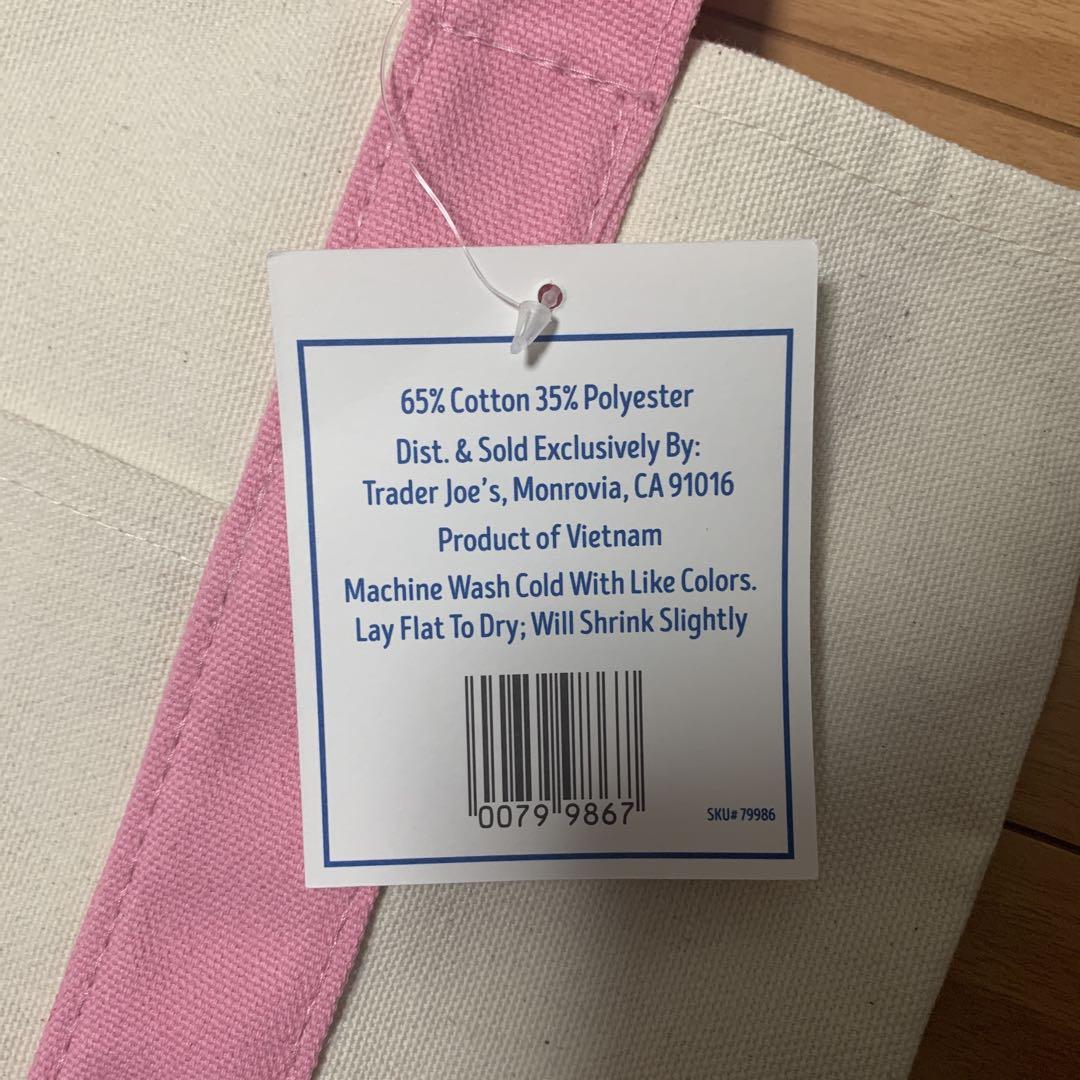 65% Cotton 35% Polyester
Dist. & Sold Exclusively By:
Trader Joe's, Monrovia, CA 91016
Product of Vietnam
Machine Wash Cold With Like Colors.
Lay Flat To Dry; Will Shrink Slightly
0079 9867
SKU# 79986